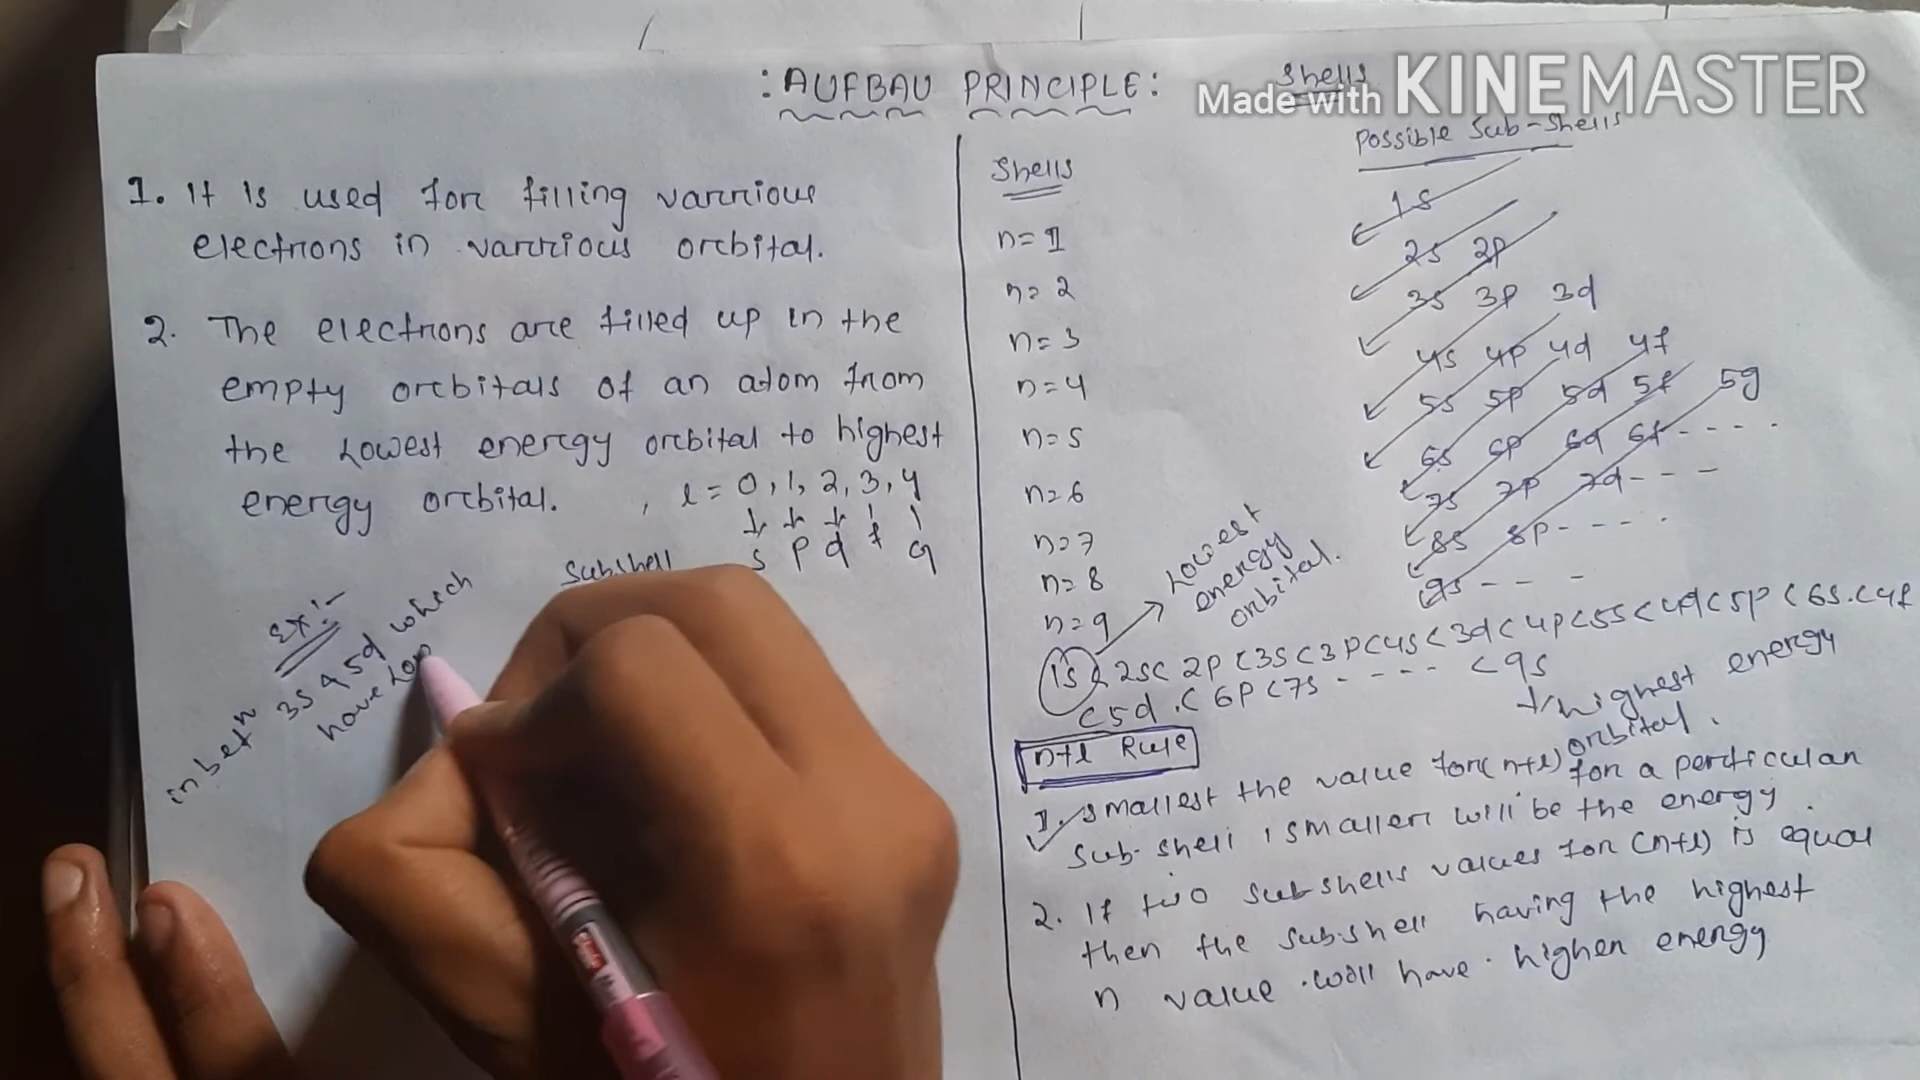 : AUFBAU PRINCIPLE :
Shells
Made with KINEMASTER
1. It Is used for filling varrious
electrons in varrious orbital.
2. The electrons are filled up in the
empty orbitals of an atom from
the Lowest energy orbital to highest
energy orbital. , l = 0, 1, 2, 3, 4
s p d f g
Subshell
Ex:-
in betn 3s & 5d which
have Low
Shells
Possible Sub-Shells
n= 1
1s
n= 2
2s 2p
n= 3
3s 3p 3d
n= 4
4s 4p 4d 4f
n= 5
5s 5p 5d 5f 5g
n= 6
6s 6p 6d 6f - - - -
n= 7
7s 7p 7d - - -
n= 8
8s 8p - - - -
n= 9
9s - - -
Lowest
energy
orbital.
1s < 2s < 2p < 3s < 3p < 4s < 3d < 4p < 5s < 4d < 5p < 6s < 4f
< 5d < 6p < 7s - - - - < 9s
highest energy
orbital.
n+l Rule
1. Smallest the value for (n+l) for a perticular
sub-shell, smaller will be the energy.
2. If two subshells values for (n+l) is equal
then the subshell having the highest
n value will have higher energy